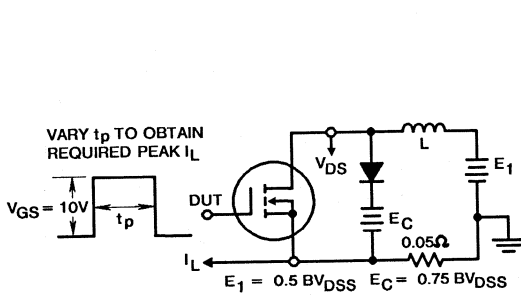 VARY tp TO OBTAIN
REQUIRED PEAK IL
VGS = 10V
tp
DUT
VDS
L
E1
EC
0.05Ω
IL
E1 = 0.5 BVDSS EC = 0.75 BVDSS